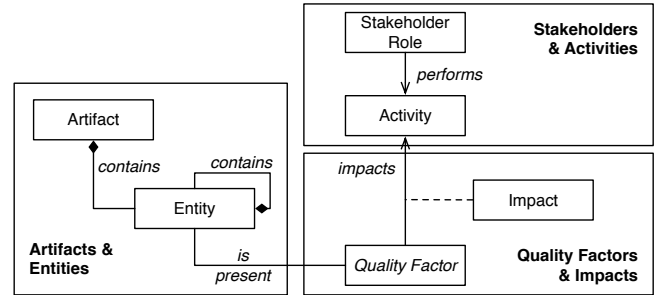 Stakeholder
Role
Stakeholders
& Activities
performs
Activity
Artifact
contains
contains
Entity
Artifacts &
Entities
is
present
impacts
Impact
Quality Factor
Quality Factors
& Impacts